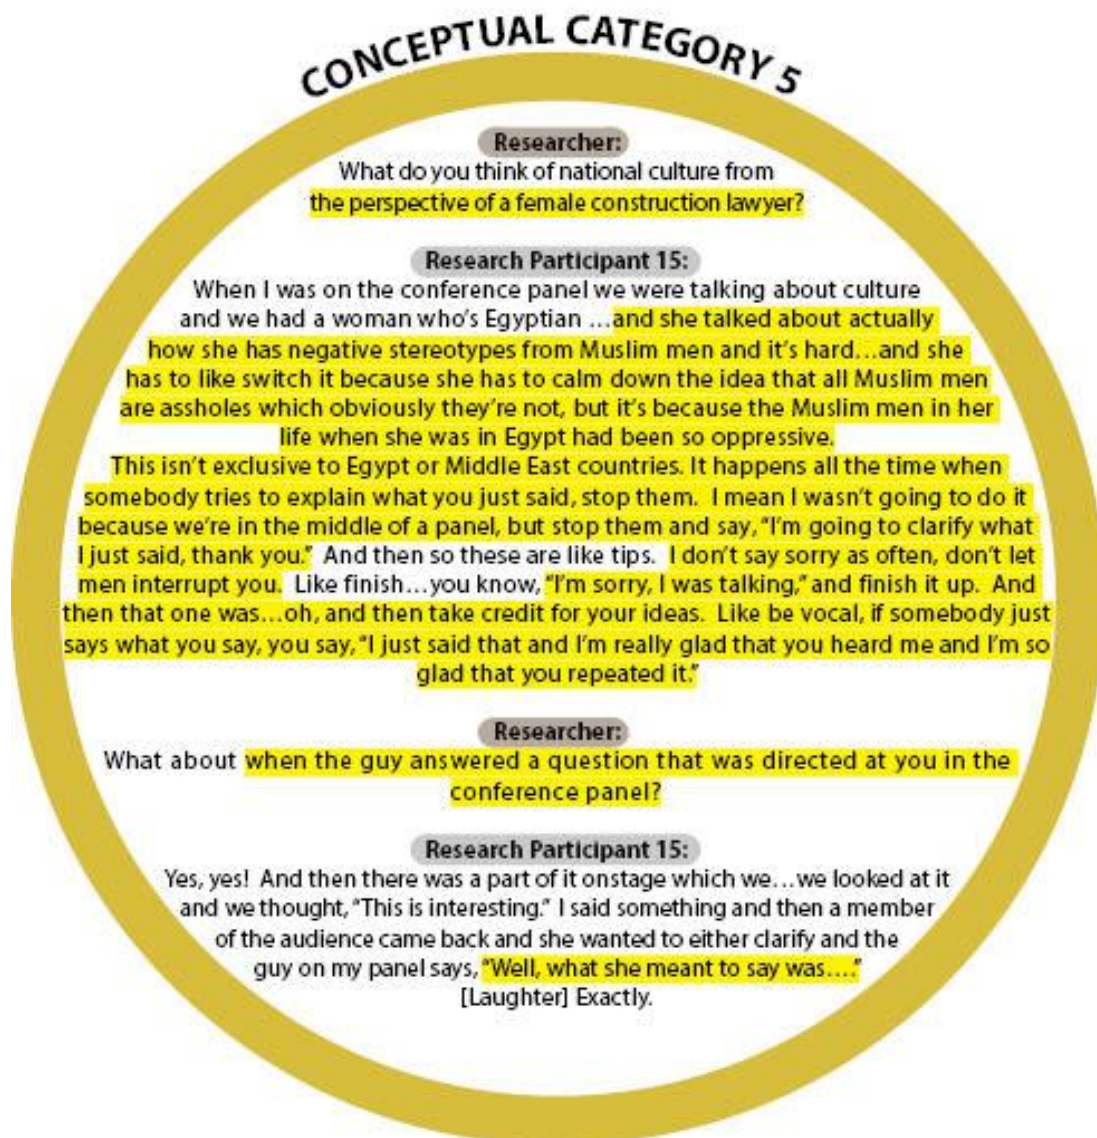 CONCEPTUAL CATEGORY 5
Researcher:
What do you think of national culture from
the perspective of a female construction lawyer?
Research Participant 15:
When I was on the conference panel we were talking about culture
and we had a woman who's Egyptian ...and she talked about actually
how she has negative stereotypes from Muslim men and it's hard...and she
has to like switch it because she has to calm down the idea that all Muslim men
are assholes which obviously they're not, but it's because the Muslim men in her
life when she was in Egypt had been so oppressive.
This isn't exclusive to Egypt or Middle East countries. It happens all the time when
somebody tries to explain what you just said, stop them. I mean I wasn't going to do it
because we're in the middle of a panel, but stop them and say, "I'm going to clarify what
I just said, thank you." And then so these are like tips. I don't say sorry as often, don't let
men interrupt you. Like finish...you know, "I'm sorry, I was talking," and finish it up. And
then that one was...oh, and then take credit for your ideas. Like be vocal, if somebody just
says what you say, you say, "I just said that and I'm really glad that you heard me and I'm so
glad that you repeated it."
Researcher:
What about when the guy answered a question that was directed at you in the
conference panel?
Research Participant 15:
Yes, yes! And then there was a part of it onstage which we...we looked at it
and we thought, "This is interesting." I said something and then a member
of the audience came back and she wanted to either clarify and the
guy on my panel says, "Well, what she meant to say was...."
[Laughter] Exactly.